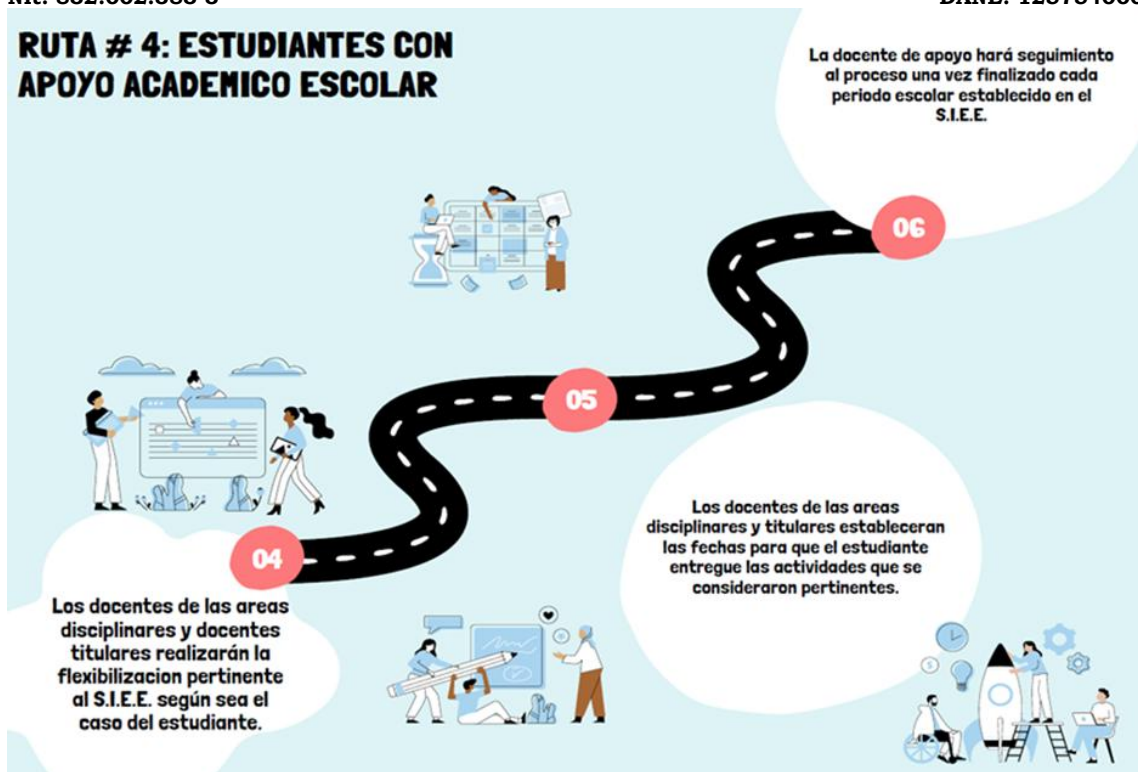 RUTA # 4: ESTUDIANTES CON
APOYO ACADEMICO ESCOLAR
La docente de apoyo hará seguimiento
al proceso una vez finalizado cada
periodo escolar establecido en el
S.I.E.E.
06
05
Los docentes de las areas
disciplinares y titulares estableceran
las fechas para que el estudiante
entregue las actividades que se
consideraron pertinentes.
04
Los docentes de las areas
disciplinares y docentes
titulares realizarán la
flexibilizacion pertinente
al S.I.E.E. según sea el
caso del estudiante.